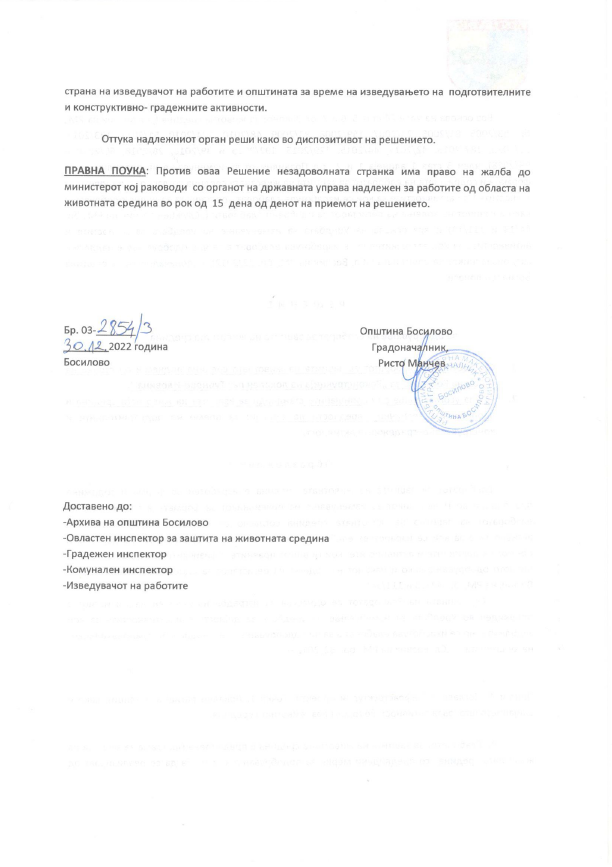 страна на изведувачот на работите и општината за време на изведувањето на подготвителните
и конструктивно- градежните активности.
Оттука надлежниот орган реши како во диспозитивот на решението.
ПРАВНА ПОУКА: Против оваа Решение незадоволната странка има право на жалба до
министерот кој раководи со органот на државната управа надлежен за работите од областа на
животната средина во рок од 15 дена од денот на приемот на решението.
Бр. 03-2854/3
30.12.2022 година
Босилово
Општина Босилово
Градоначалник,
Ристо Манчев
ГРАДОНАЧАЛНИК
Босилово
ОПШТИНА БОСИЛОВО
Доставено до:
-Архива на општина Босилово
-Овластен инспектор за заштита на животната средина
-Градежен инспектор
-Комунален инспектор
-Изведувачот на работите